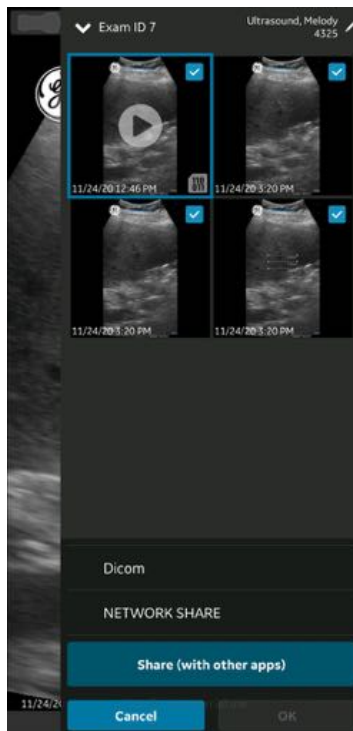 Exam ID 7
Ultrasound, Melody
4325
11/24/20 12:46 PM
11/24/20 3:20 PM
11/24/20 3:20 PM
11/24/20 3:20 PM
Dicom
NETWORK SHARE
Share (with other apps)
11/24/20
Cancel
OK